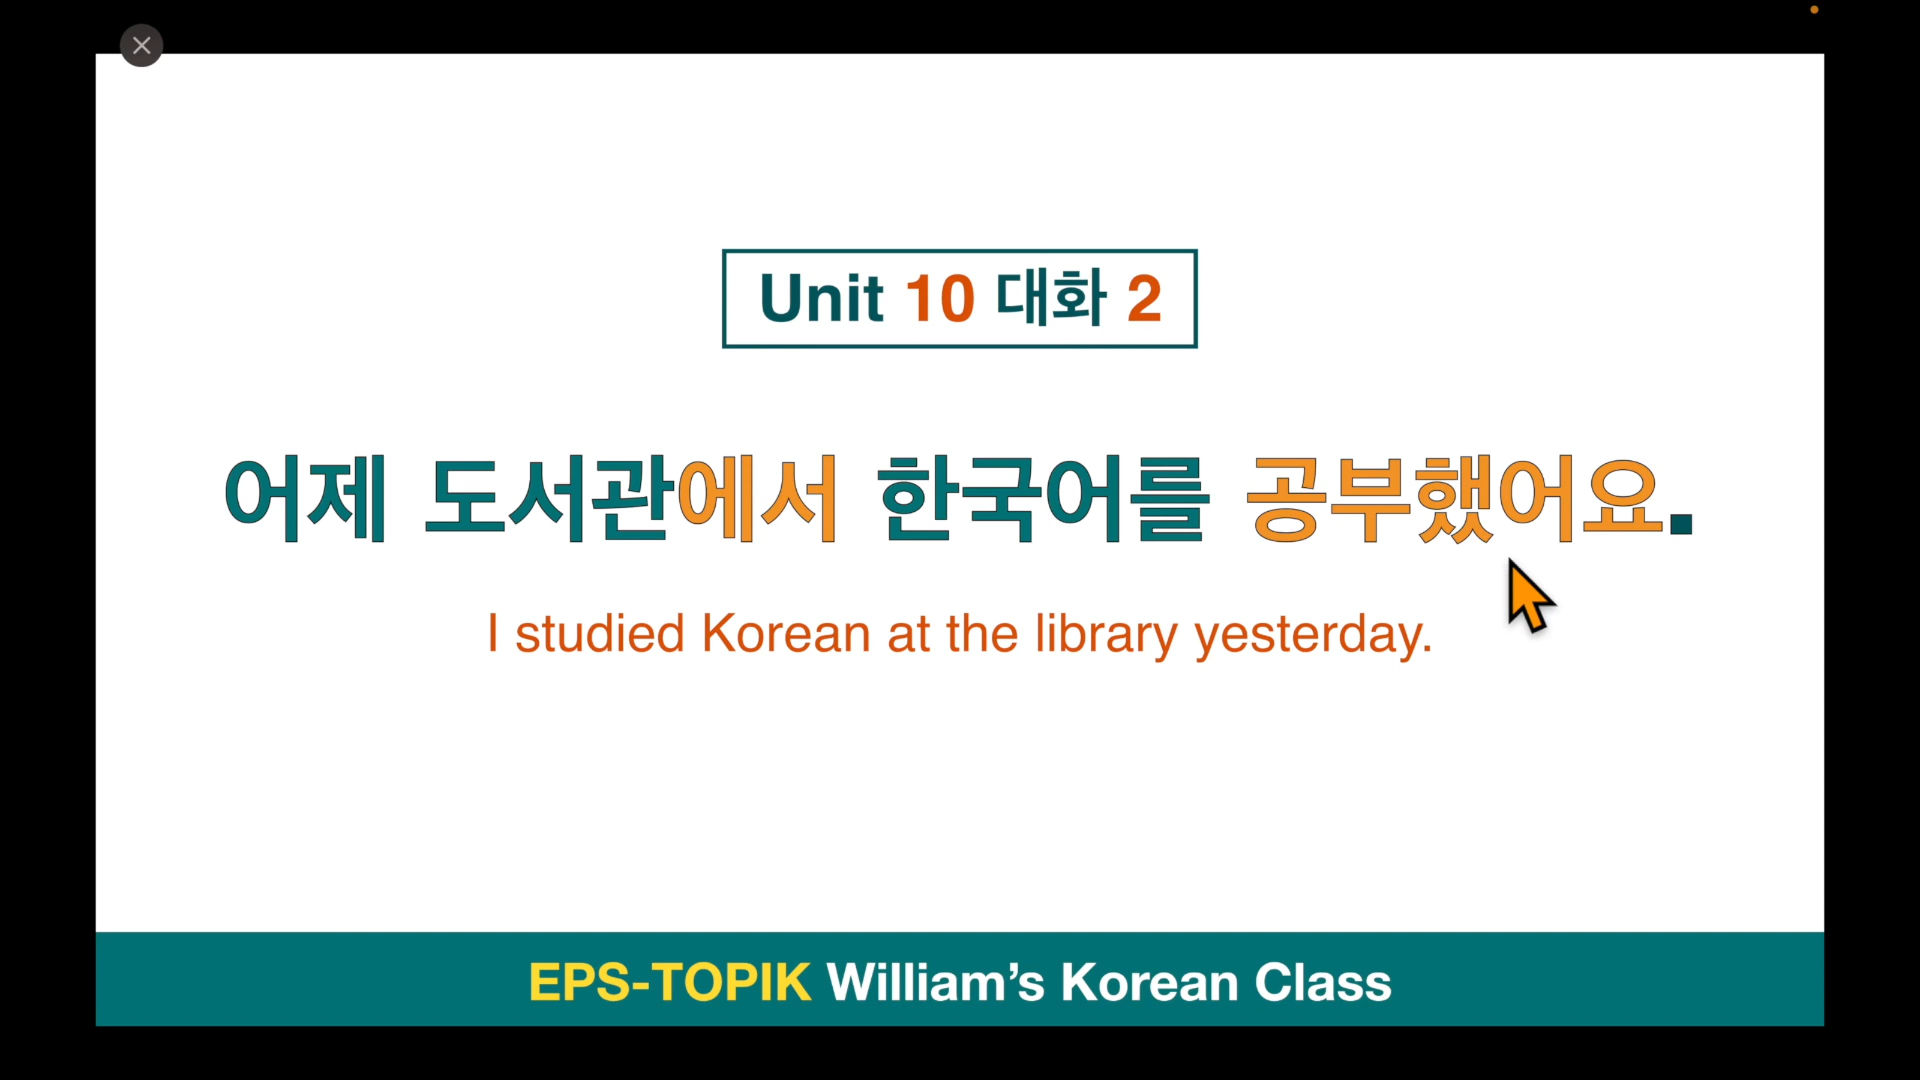 Unit 10 대화 2
어제 도서관에서 한국어를 공부했어요.
I studied Korean at the library yesterday.
EPS-TOPIK William’s Korean Class